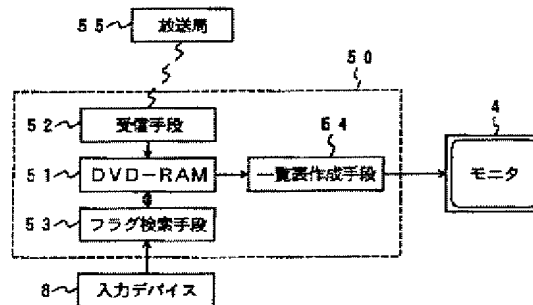 55 放送局
50
52 受信手段
54
4
51 DVD-RAM 一覧表作成手段 モニタ
53 フラグ検索手段
8 入力デバイス